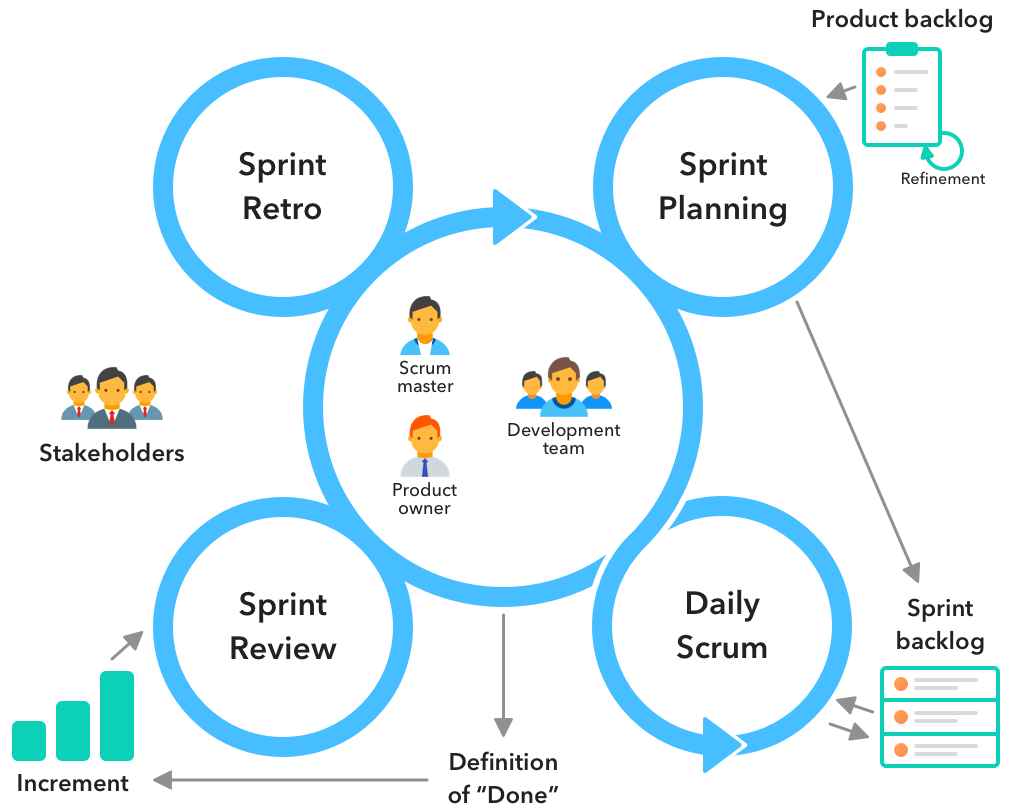 Product backlog
Refinement
Sprint
Retro
Sprint
Planning
Scrum
master
Development
team
Product
owner
Stakeholders
Sprint
Review
Daily
Scrum
Sprint
backlog
Increment
Definition
of “Done”